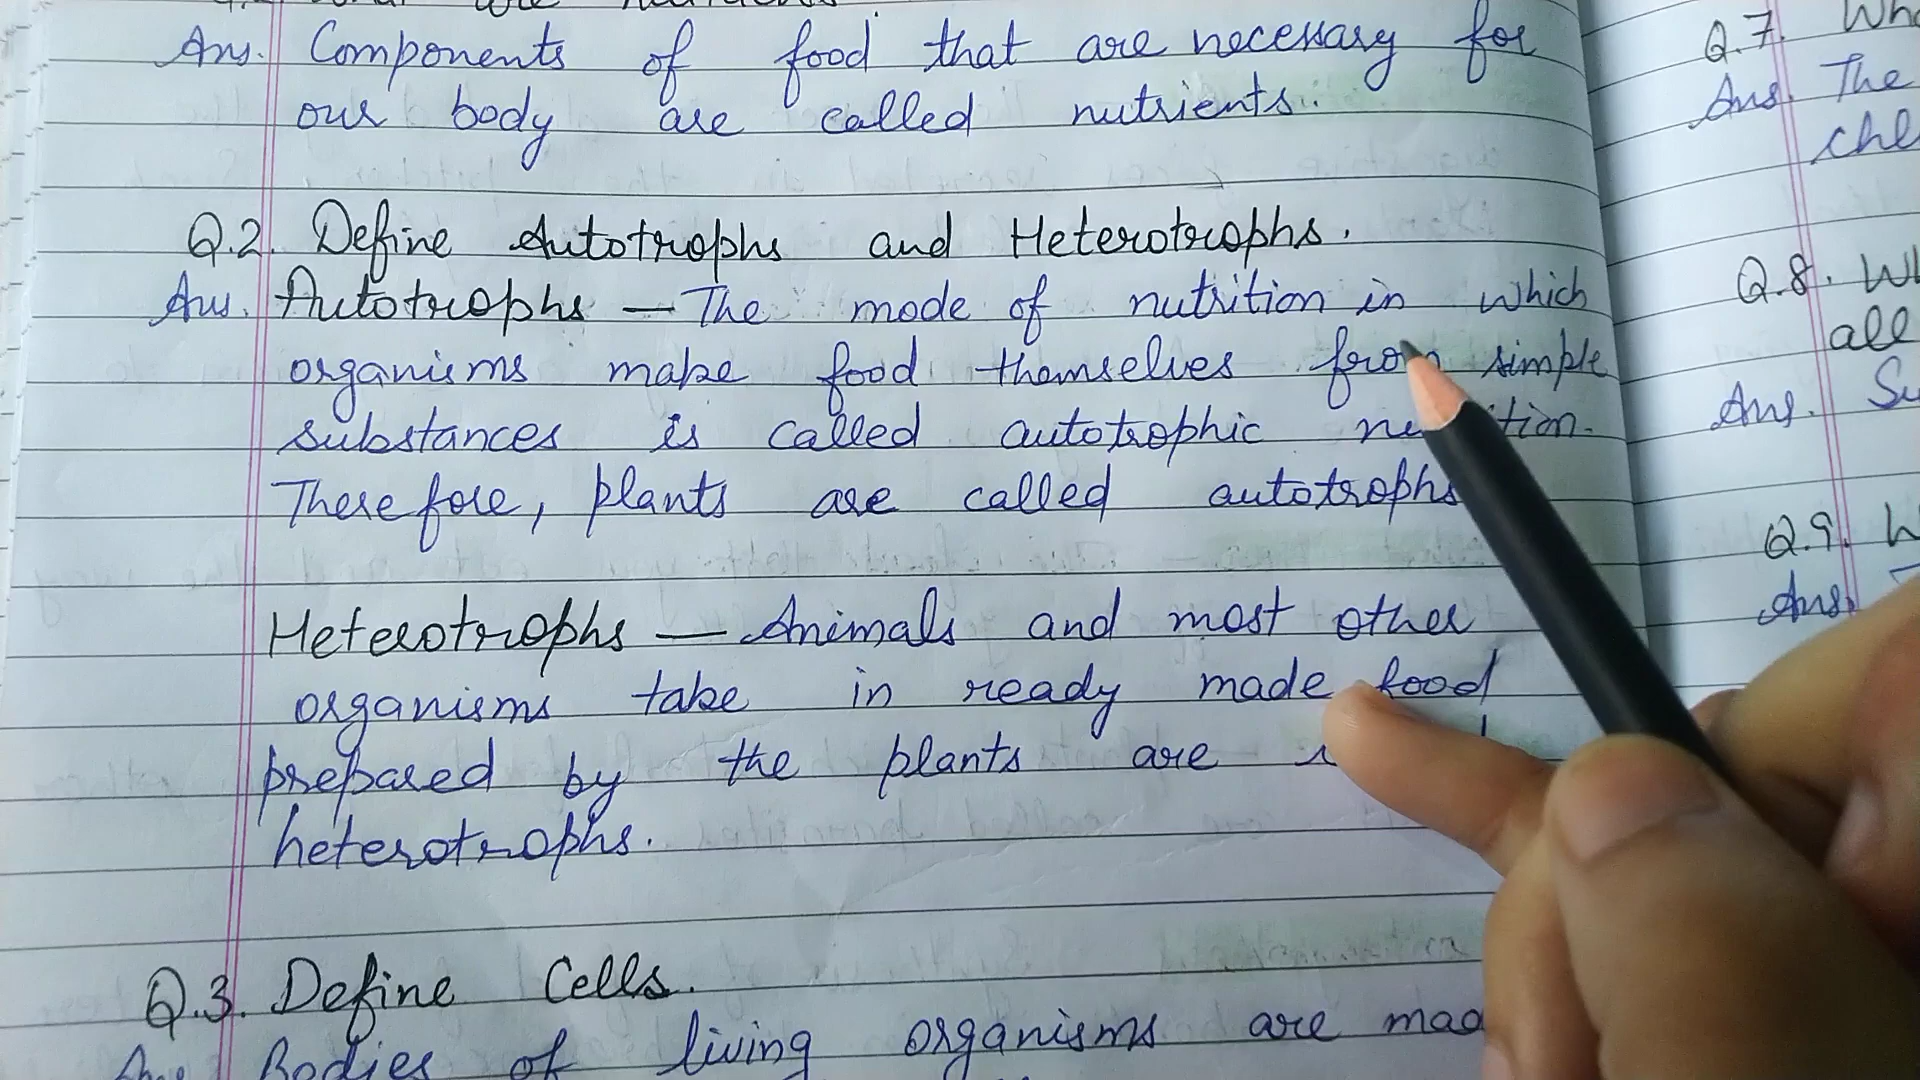 Ans. Components of food that are necessary for
our body are called nutrients.
Q.2. Define Autotrophs and Heterotrophs.
Ans. Autotrophs — The mode of nutrition in which
organisms make food themselves from simple
substances is called autotrophic nutrition.
Therefore, plants are called autotrophs
Heterotrophs — Animals and most other
organisms take in ready made food
prepared by the plants are
heterotrophs.
Q.3. Define Cells.
Ans. Bodies of living organisms are
Q.7.
Ans. The
Q.8.
all
Ans.
Q.9.
Ans.